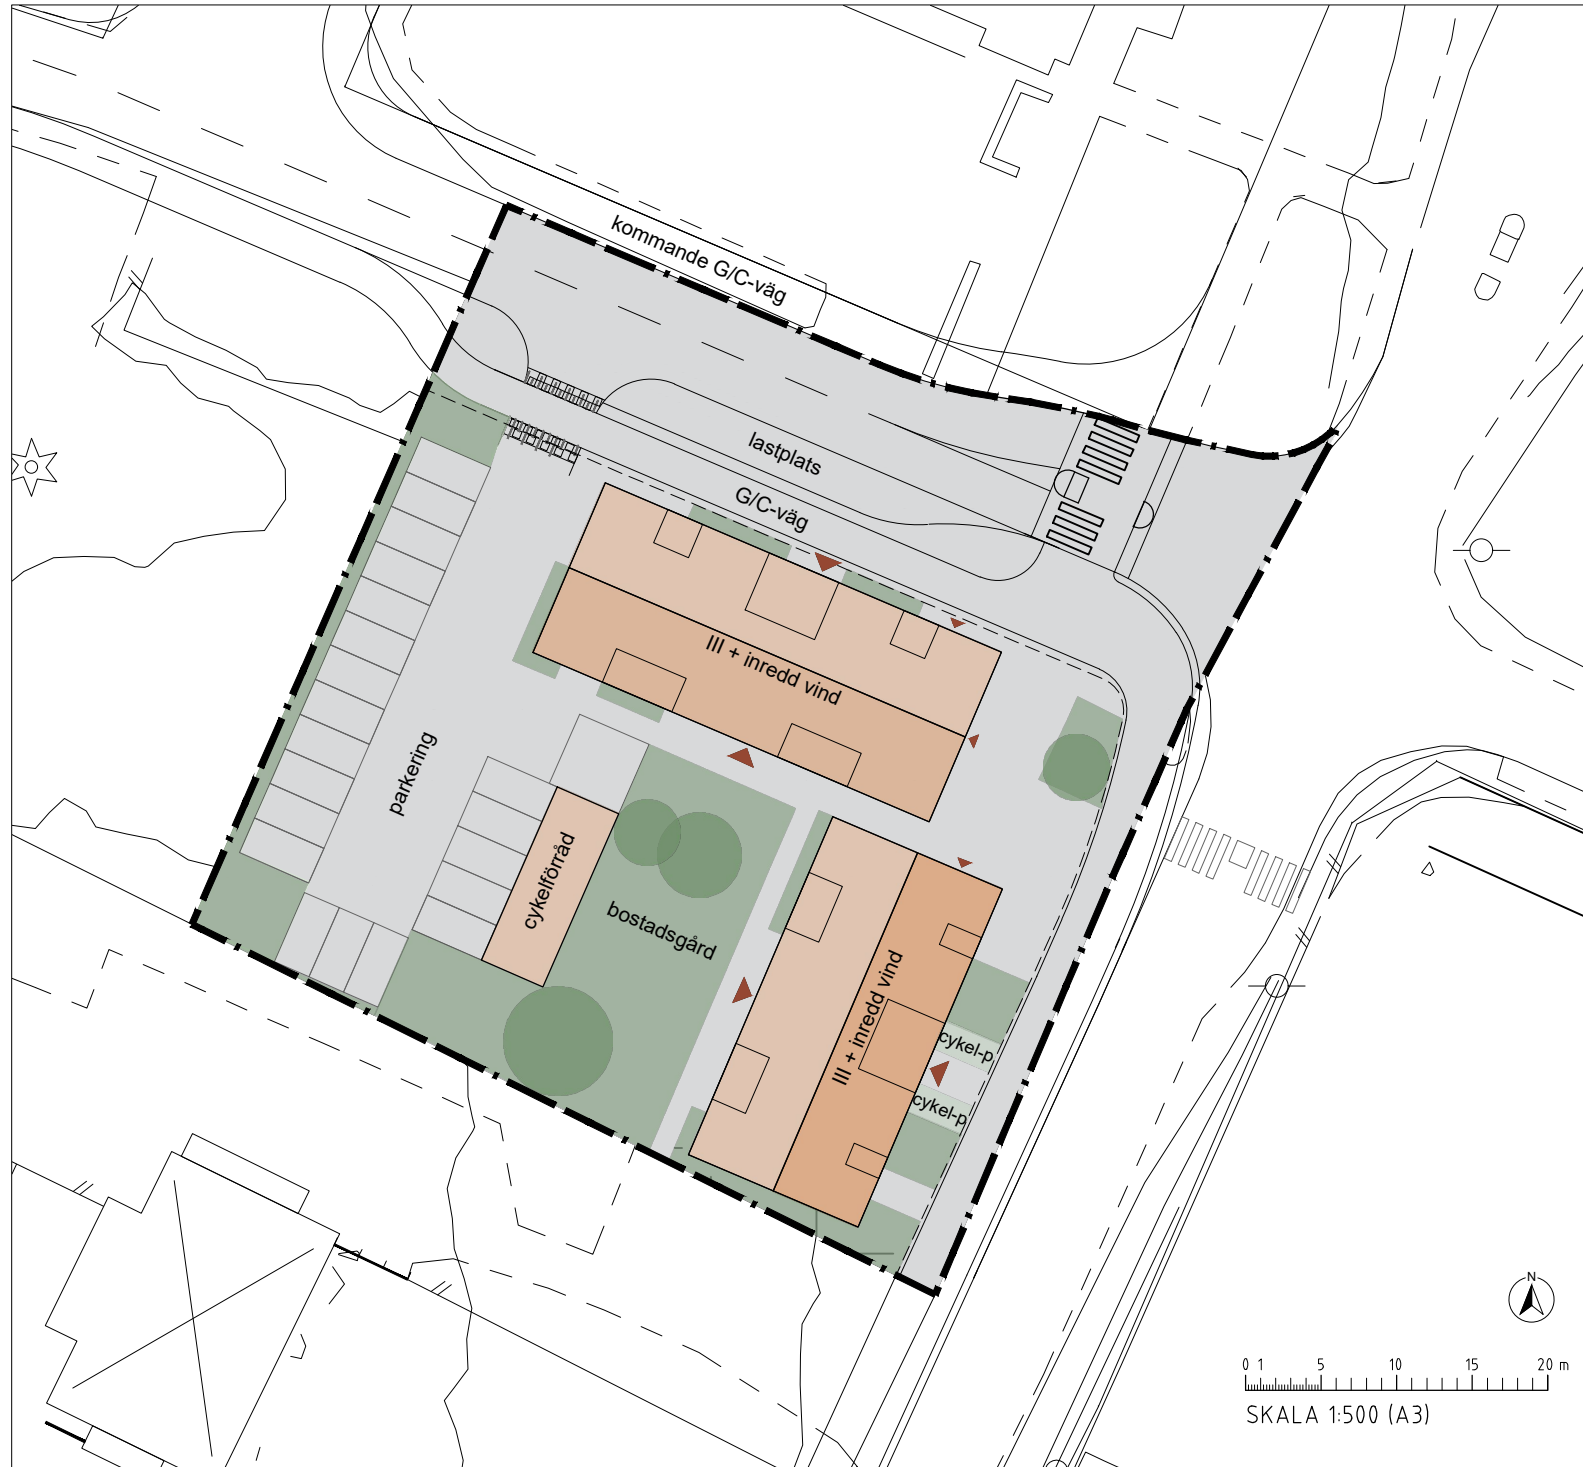 kommande G/C-väg
lastplats
G/C-väg
III + inredd vind
parkering
cykelförråd
bostadsgård
III + inredd vind
cykel-p
cykel-p
N
0 1 5 10 15 20 m
SKALA 1:500 (A3)